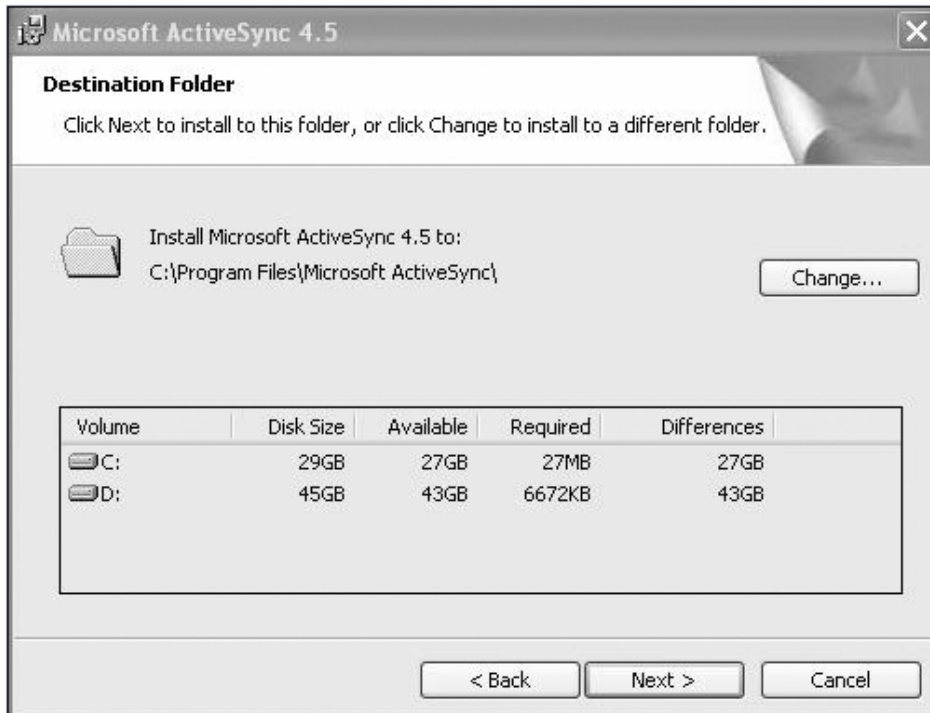 Microsoft ActiveSync 4.5
Destination Folder
Click Next to install to this folder, or click Change to install to a different folder.
Install Microsoft ActiveSync 4.5 to:
C:\Program Files\Microsoft ActiveSync\
Change...
Volume Disk Size Available Required Differences
C: 29GB 27GB 27MB 27GB
D: 45GB 43GB 6672KB 43GB
< Back Next > Cancel